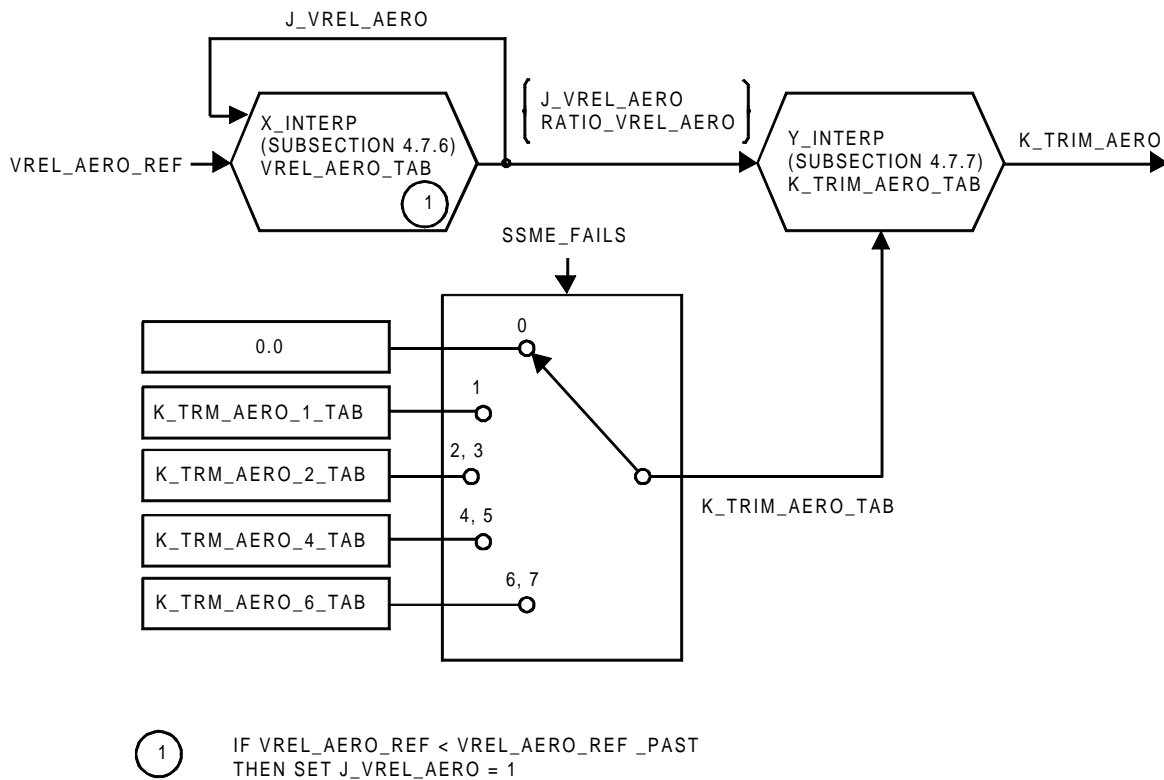 J_VREL_AERO
VREL_AERO_REF
X_INTERP
(SUBSECTION 4.7.6)
VREL_AERO_TAB
1
J_VREL_AERO
RATIO_VREL_AERO
Y_INTERP
(SUBSECTION 4.7.7)
K_TRIM_AERO_TAB
K_TRIM_AERO
SSME_FAILS
0.0
0
K_TRM_AERO_1_TAB
1
K_TRM_AERO_2_TAB
2, 3
K_TRM_AERO_4_TAB
4, 5
K_TRM_AERO_6_TAB
6, 7
K_TRIM_AERO_TAB
1
IF VREL_AERO_REF < VREL_AERO_REF _PAST
THEN SET J_VREL_AERO = 1